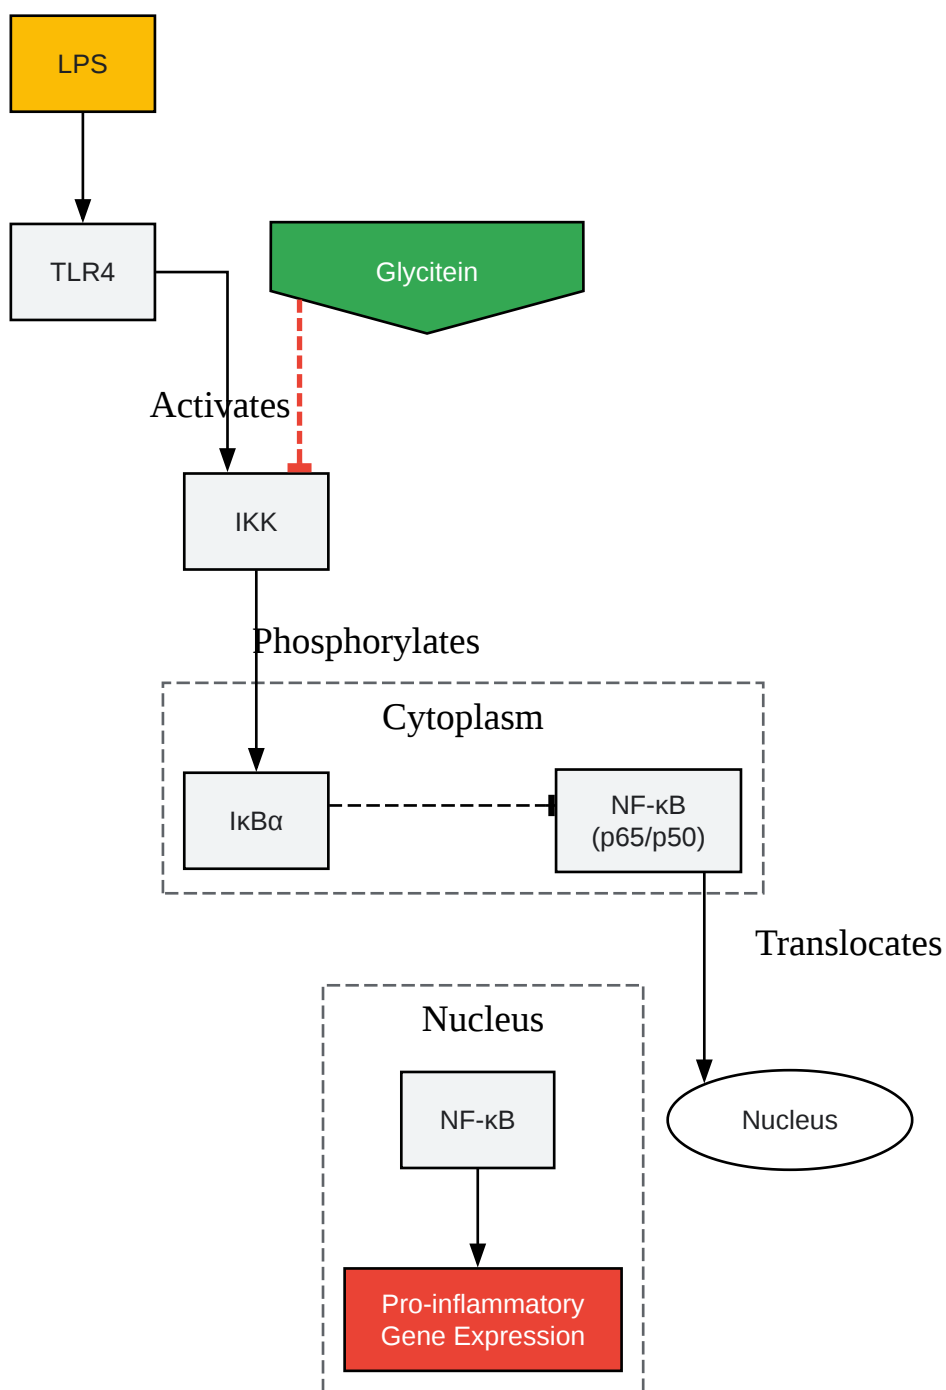 LPS
TLR4
Glycitein
Activates
IKK
Phosphorylates
Cytoplasm
IκBα
NF-κB
(p65/p50)
Translocates
Nucleus
NF-κB
Nucleus
Pro-inflammatory
Gene Expression